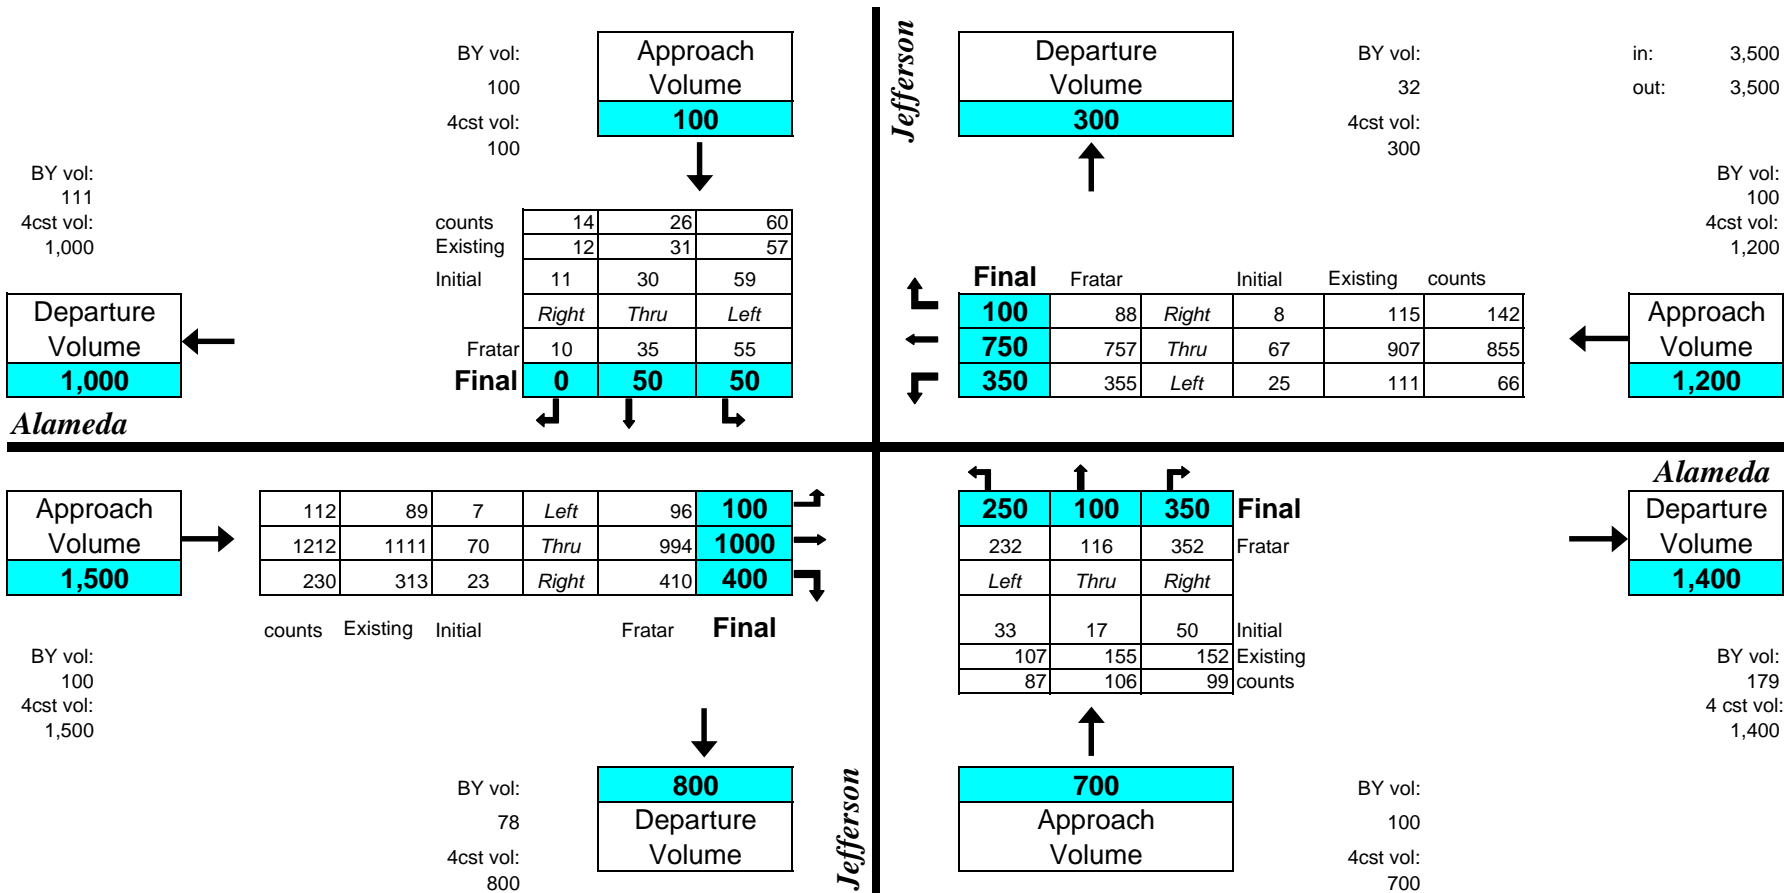 BY vol:
100
4cst vol:
100
Approach
Volume
100
Jefferson
Departure
Volume
300
BY vol:
32
4cst vol:
300
in: 3,500
out: 3,500
BY vol:
111
4cst vol:
1,000
BY vol:
100
4cst vol:
1,200
counts 14 26 60
Existing 12 31 57
Initial 11 30 59
Right Thru Left
Fratar 10 35 55
Final 0 50 50
Departure
Volume
1,000
Alameda
Final Fratar Initial Existing counts
100 88 Right 8 115 142
750 757 Thru 67 907 855
350 355 Left 25 111 66
Approach
Volume
1,200
Approach
Volume
1,500
112 89 7 Left 96 100
1212 1111 70 Thru 994 1000
230 313 23 Right 410 400
counts Existing Initial Fratar Final
250 100 350 Final
232 116 352 Fratar
Left Thru Right
33 17 50 Initial
107 155 152 Existing
87 106 99 counts
Alameda
Departure
Volume
1,400
BY vol:
100
4cst vol:
1,500
BY vol:
179
4 cst vol:
1,400
BY vol:
78
4cst vol:
800
800
Departure
Volume
Jefferson
700
Approach
Volume
BY vol:
100
4cst vol:
700